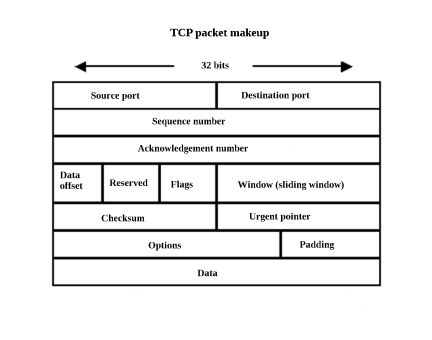 TCP packet makeup
32 bits
Source port
Destination port
Sequence number
Acknowledgement number
Data
offset
Reserved
Flags
Window (sliding window)
Checksum
Urgent pointer
Options
Padding
Data